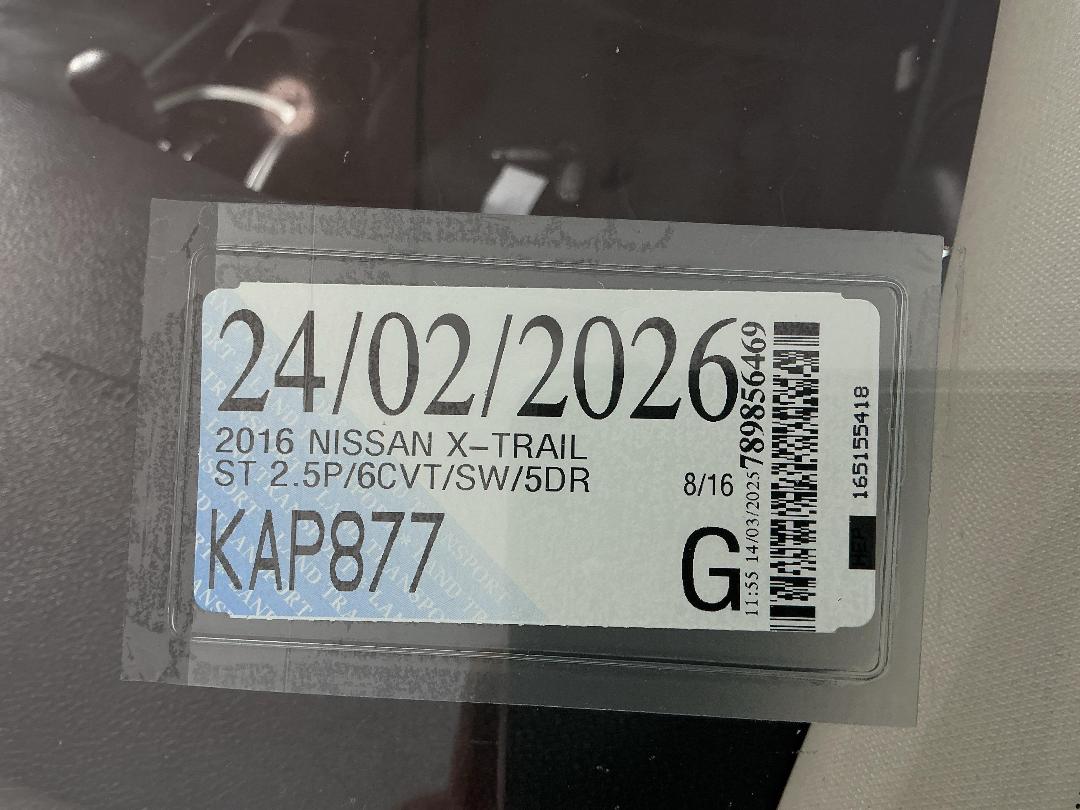 24/02/2026
2016 NISSAN X-TRAIL
ST 2.5P/6CVT/SW/5DR
8/16
KAP877
G
11:55 14/03/2025 789856469
165155418